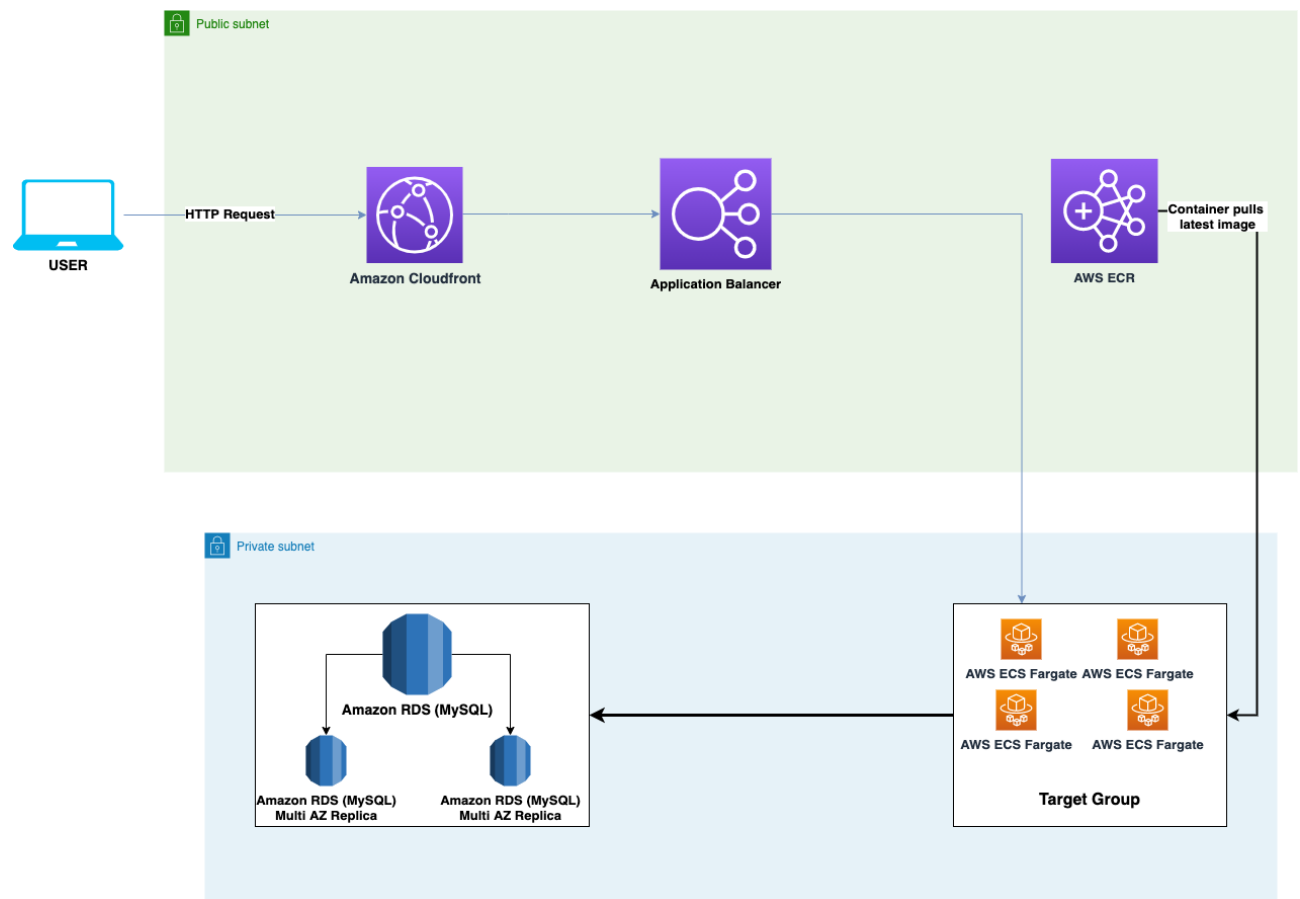 Public subnet
HTTP Request
USER
Amazon Cloudfront
Application Balancer
AWS ECR
Container pulls
latest image
Private subnet
Amazon RDS (MySQL)
Amazon RDS (MySQL)
Multi AZ Replica
Amazon RDS (MySQL)
Multi AZ Replica
AWS ECS Fargate
AWS ECS Fargate
AWS ECS Fargate
AWS ECS Fargate
Target Group